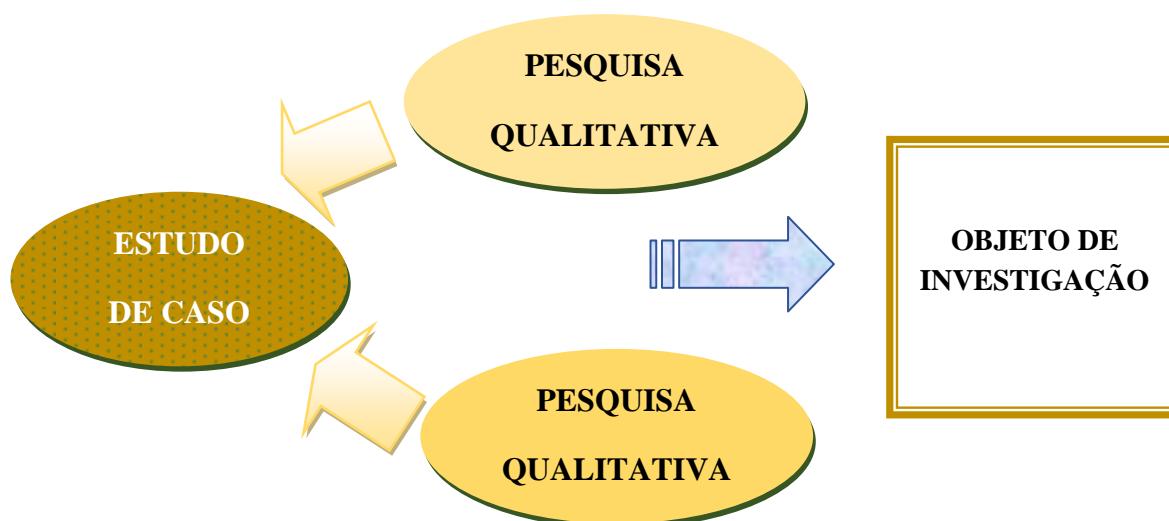 PESQUISA
QUALITATIVA
ESTUDO
DE CASO
OBJETO DE
INVESTIGAÇÃO
PESQUISA
QUALITATIVA